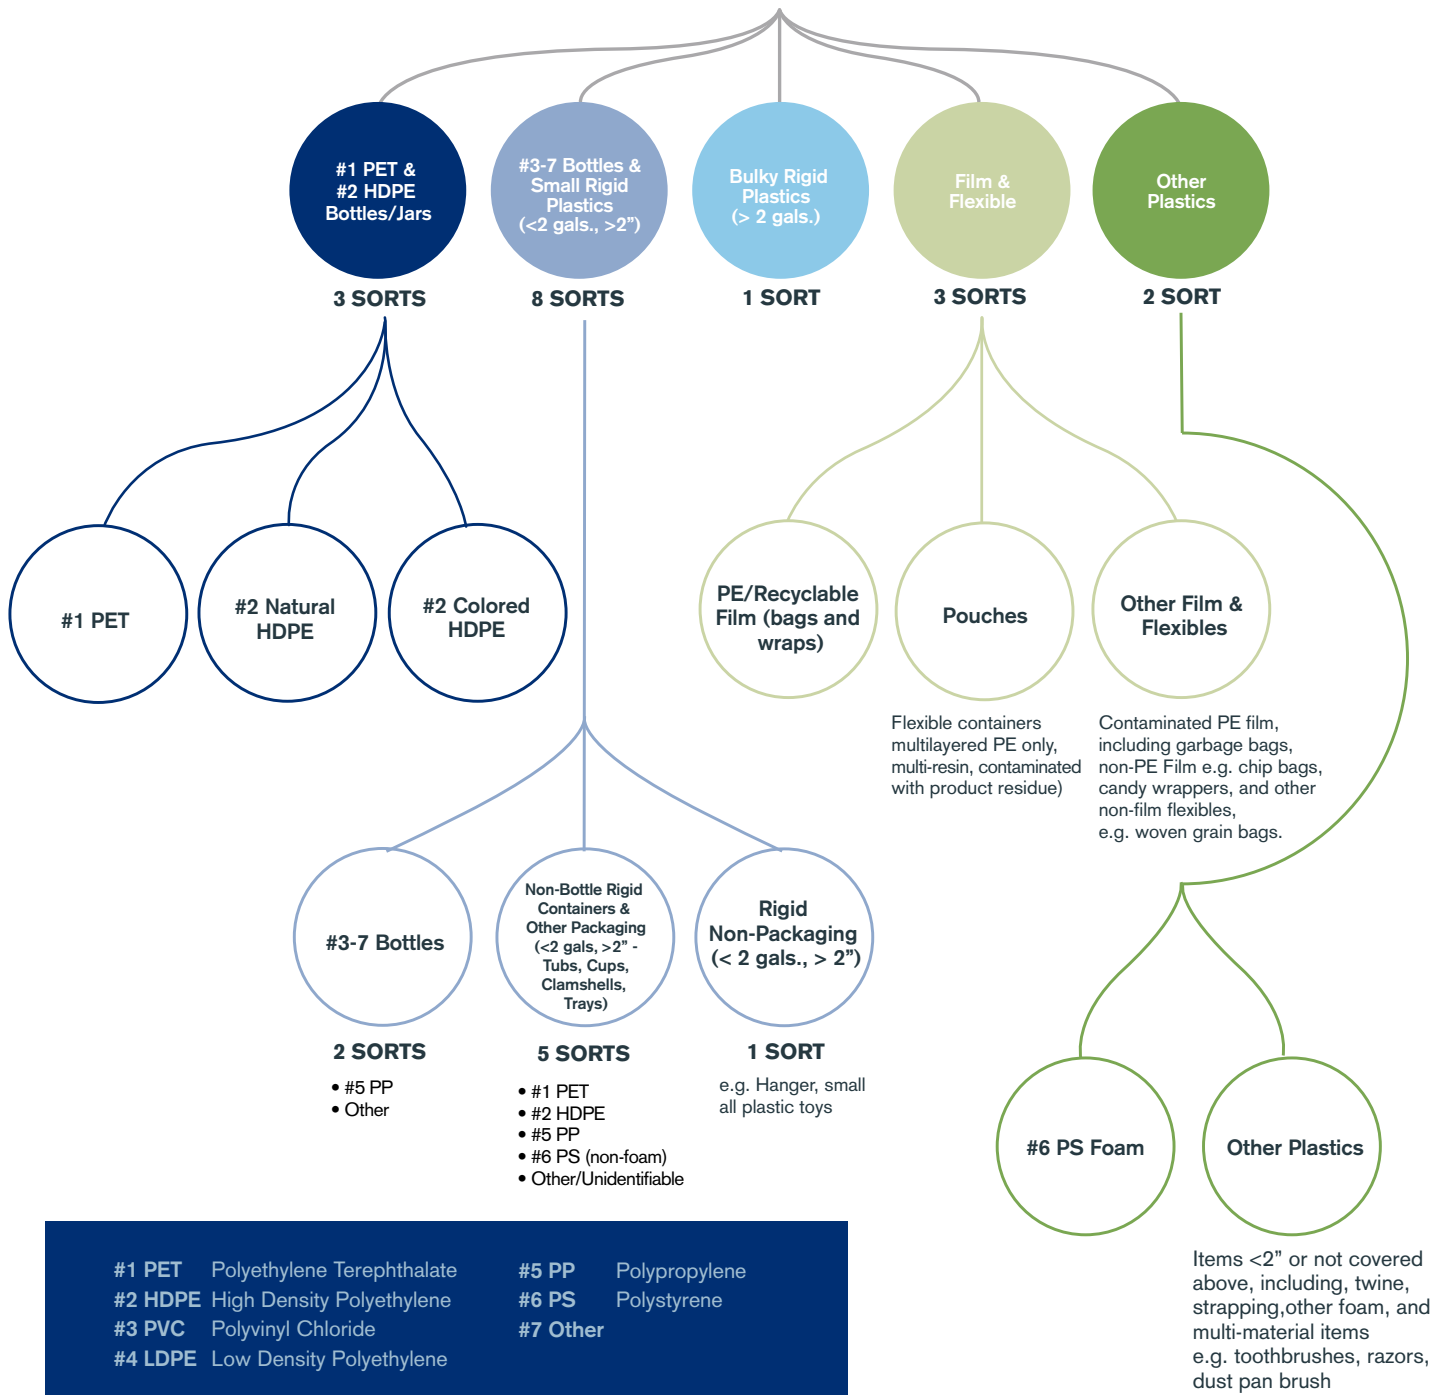 #1 PET &
#2 HDPE
Bottles/Jars
#3-7 Bottles &
Small Rigid
Plastics
(<2 gals., >2”)
Bulky Rigid
Plastics
(> 2 gals.)
Film &
Flexible
Other
Plastics
3 SORTS
8 SORTS
1 SORT
3 SORTS
2 SORT
#1 PET
#2 Natural
HDPE
#2 Colored
HDPE
PE/Recyclable
Film (bags and
wraps)
Pouches
Other Film &
Flexibles
Flexible containers
multilayered PE only,
multi-resin, contaminated
with product residue)
Contaminated PE film,
including garbage bags,
non-PE Film e.g. chip bags,
candy wrappers, and other
non-film flexibles,
e.g. woven grain bags.
#3-7 Bottles
Non-Bottle Rigid
Containers &
Other Packaging
(<2 gals, >2” -
Tubs, Cups,
Clamshells,
Trays)
Rigid
Non-Packaging
(< 2 gals., > 2”)
2 SORTS
• #5 PP
• Other
5 SORTS
• #1 PET
• #2 HDPE
• #5 PP
• #6 PS (non-foam)
• Other/Unidentifiable
1 SORT
e.g. Hanger, small
all plastic toys
#6 PS Foam
Other Plastics
Items <2” or not covered
above, including, twine,
strapping,other foam, and
multi-material items
e.g. toothbrushes, razors,
dust pan brush
#1 PET Polyethylene Terephthalate
#2 HDPE High Density Polyethylene
#3 PVC Polyvinyl Chloride
#4 LDPE Low Density Polyethylene
#5 PP Polypropylene
#6 PS Polystyrene
#7 Other